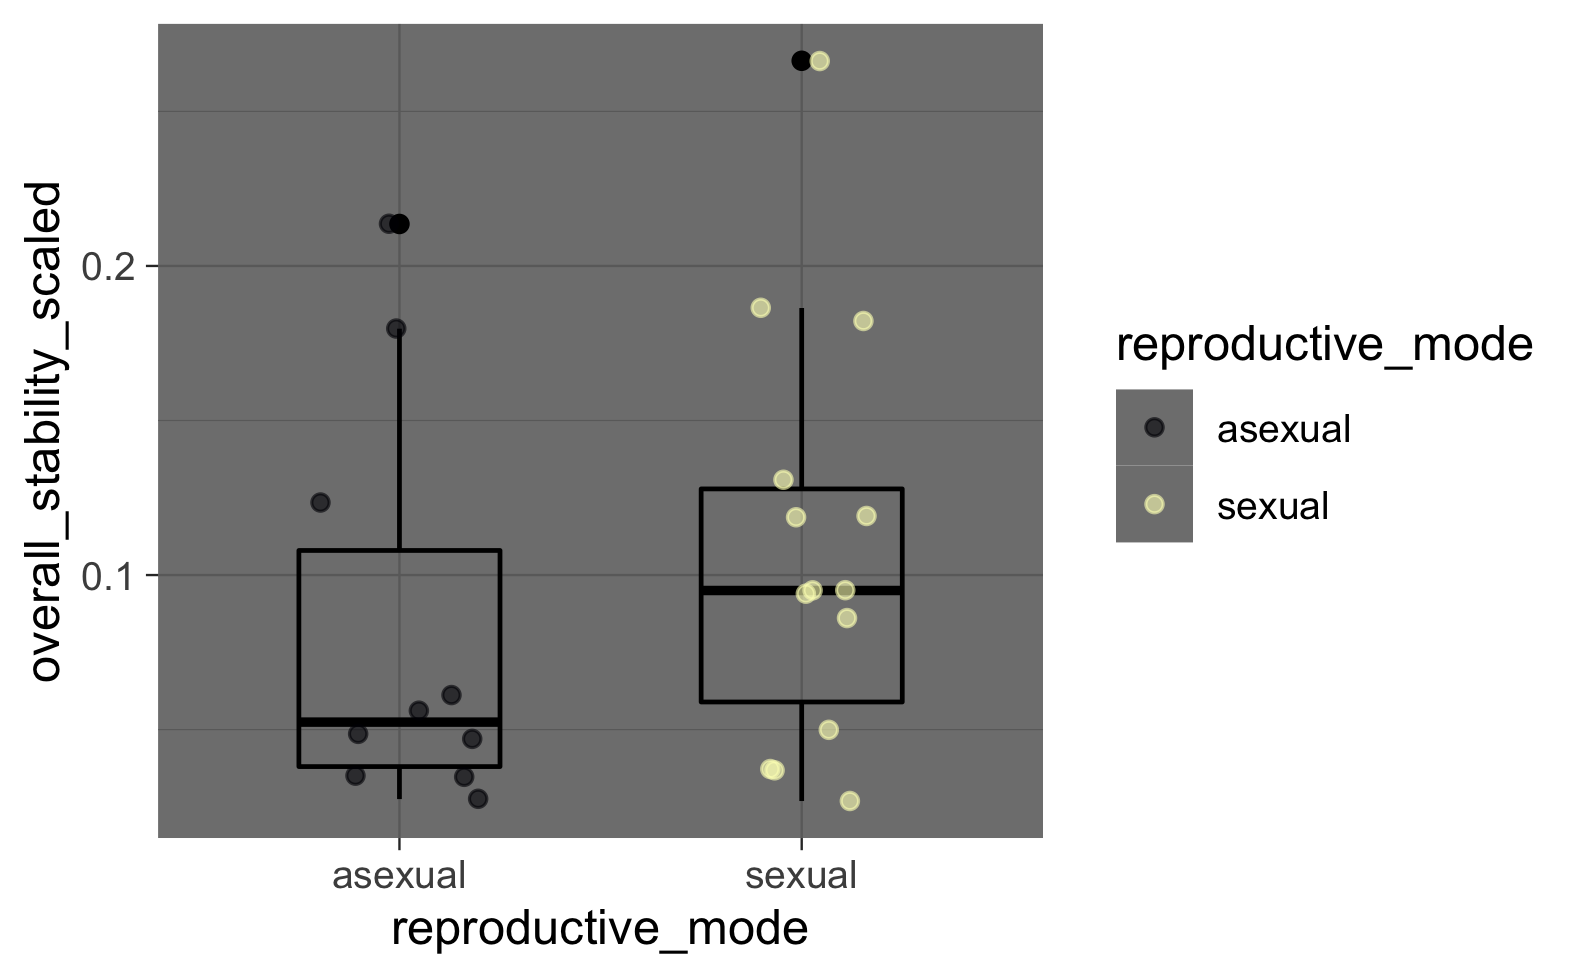 overall_stability_scaled
0.2
0.1
asexual
sexual
reproductive_mode
reproductive_mode
asexual
sexual